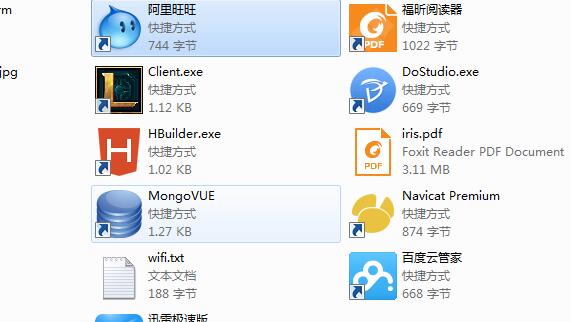 rm
jpg
阿里旺旺
快捷方式
744 字节
福昕阅读器
快捷方式
1022 字节
PDF
Client.exe
快捷方式
1.12 KB
DoStudio.exe
快捷方式
669 字节
HBuilder.exe
快捷方式
1.02 KB
iris.pdf
Foxit Reader PDF Document
3.11 MB
PDF
MongoVUE
快捷方式
1.27 KB
Navicat Premium
快捷方式
874 字节
wifi.txt
文本文档
188 字节
百度云管家
快捷方式
668 字节
迅雷极速版